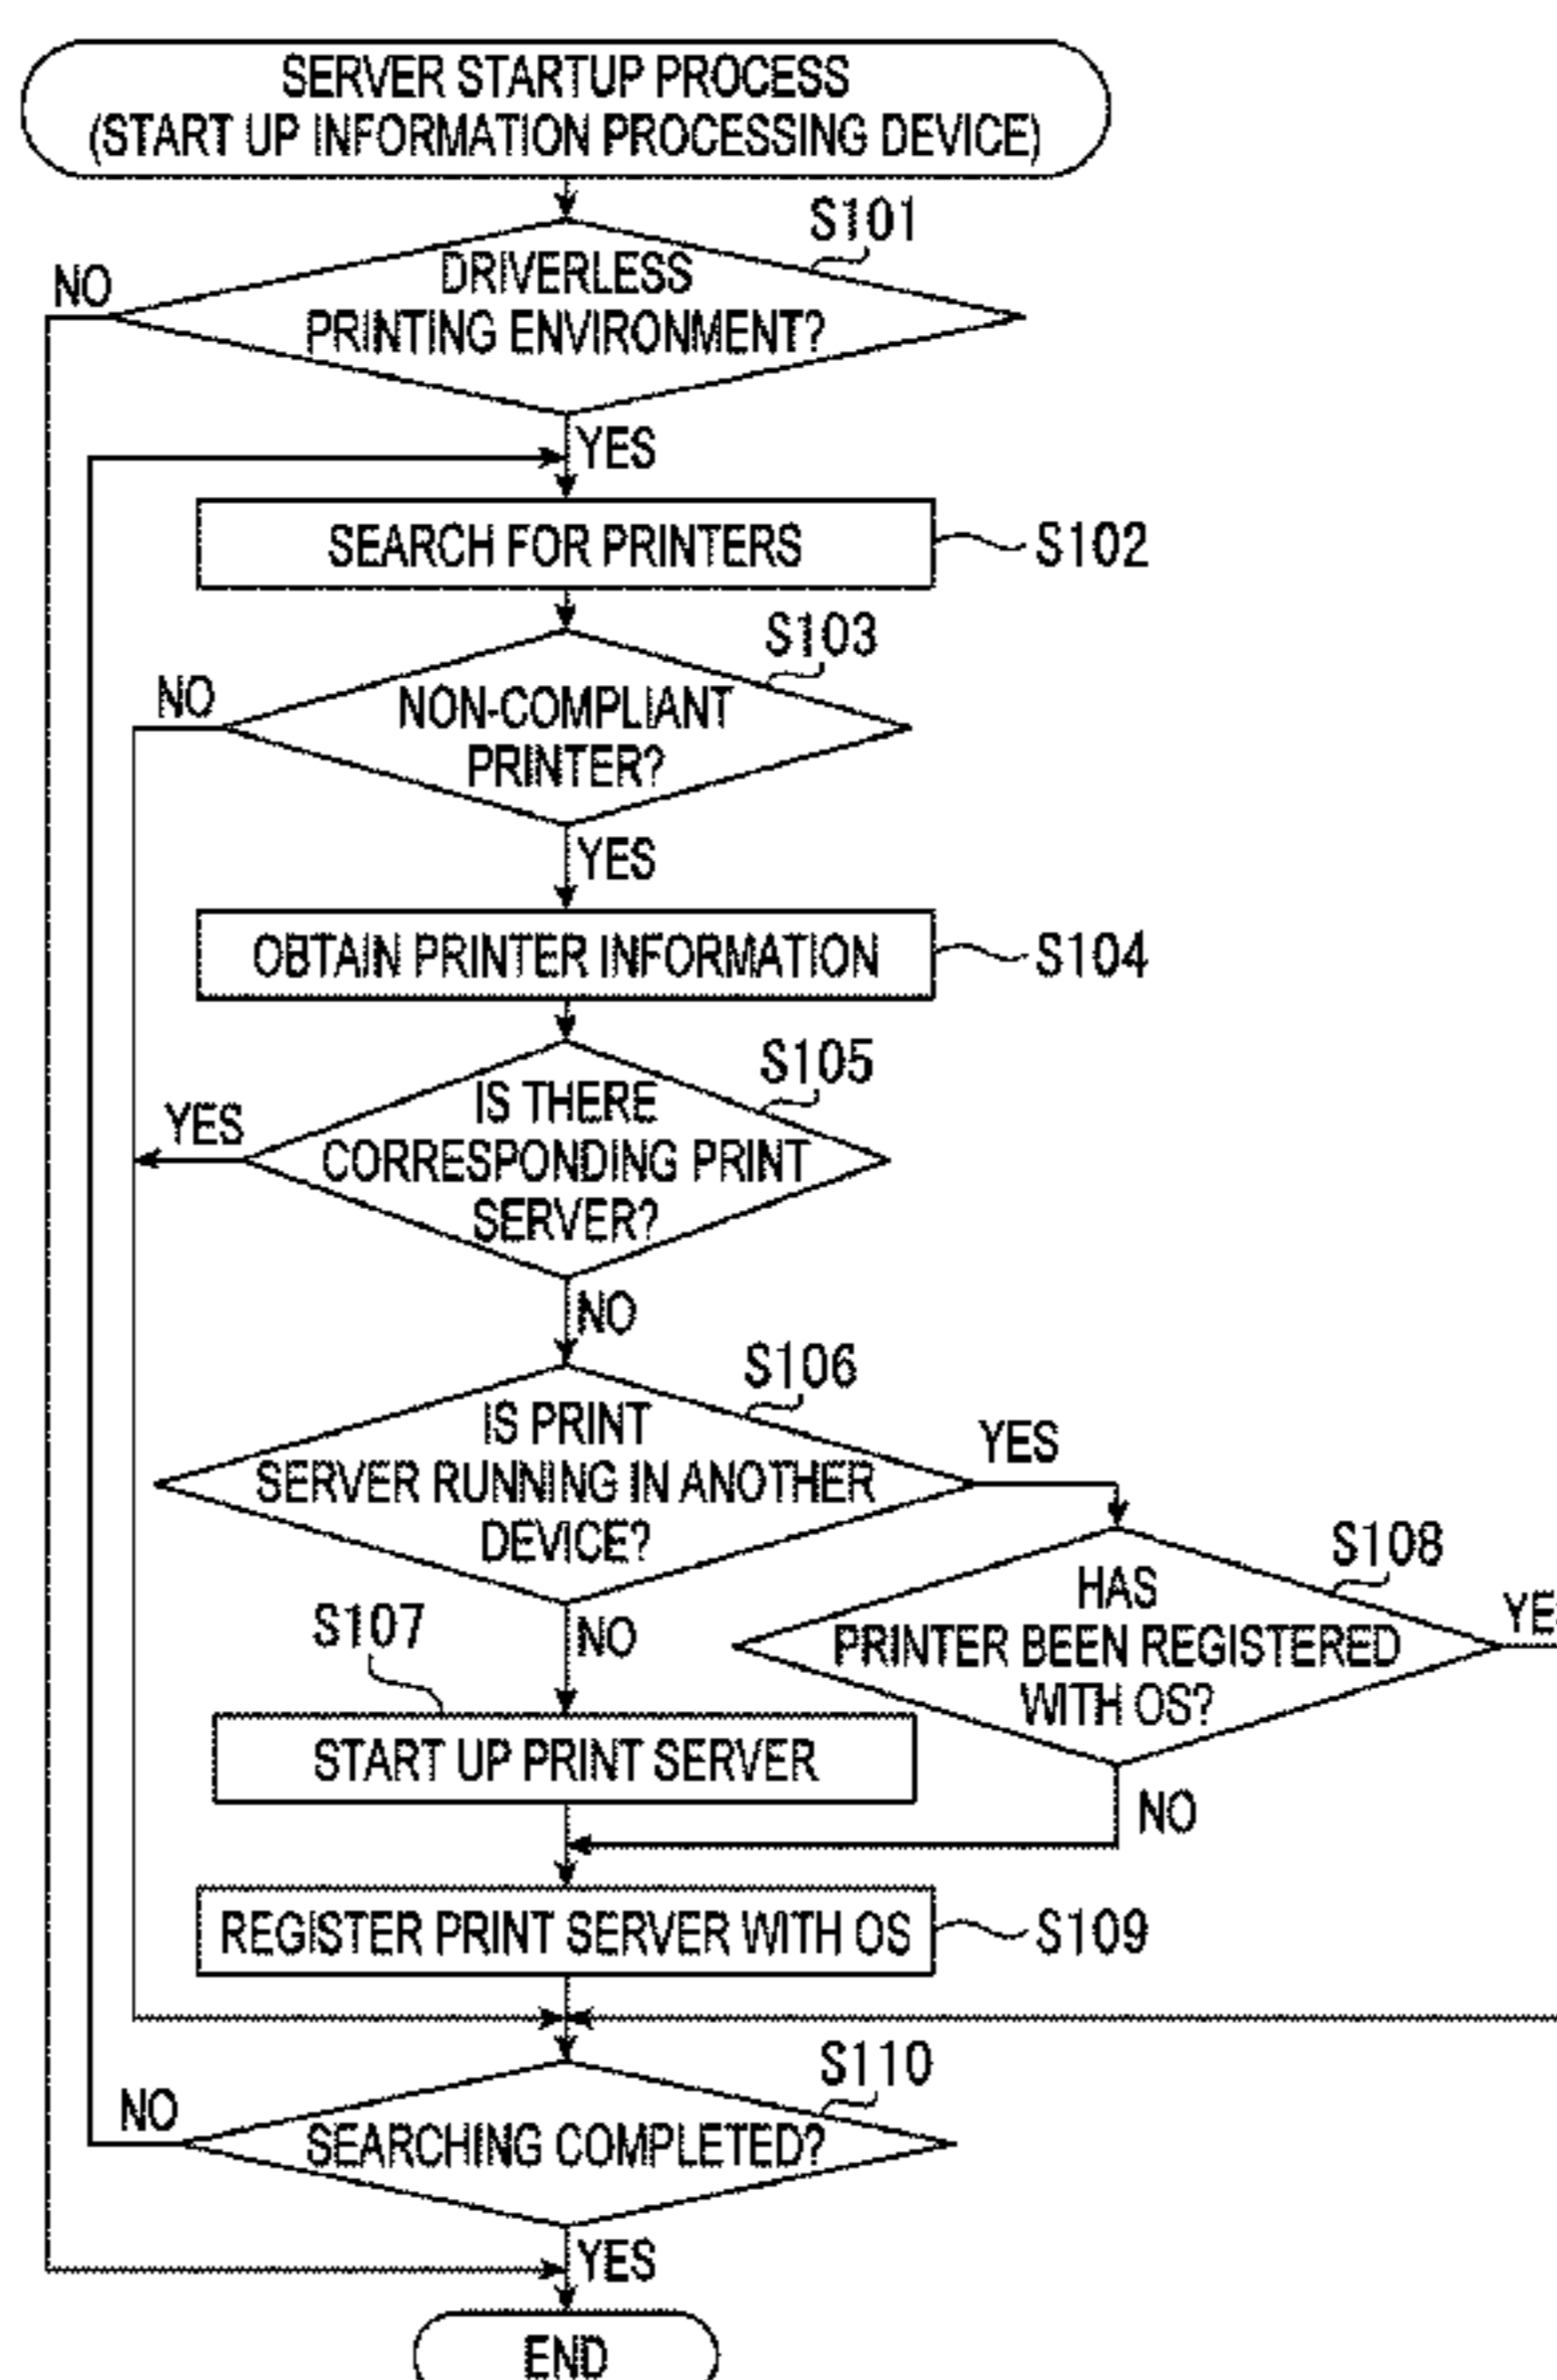 SERVER STARTUP PROCESS
(START UP INFORMATION PROCESSING DEVICE)
S101
NO
DRIVERLESS
PRINTING ENVIRONMENT?
YES
SEARCH FOR PRINTERS
S102
S103
NO
NON-COMPLIANT
PRINTER?
YES
OBTAIN PRINTER INFORMATION
S104
S105
YES
IS THERE
CORRESPONDING PRINT
SERVER?
NO
S106
IS PRINT
SERVER RUNNING IN ANOTHER
DEVICE?
YES
S108
HAS
PRINTER BEEN REGISTERED
WITH OS?
YES
S107
NO
START UP PRINT SERVER
NO
REGISTER PRINT SERVER WITH OS
S109
S110
NO
SEARCHING COMPLETED?
YES
END